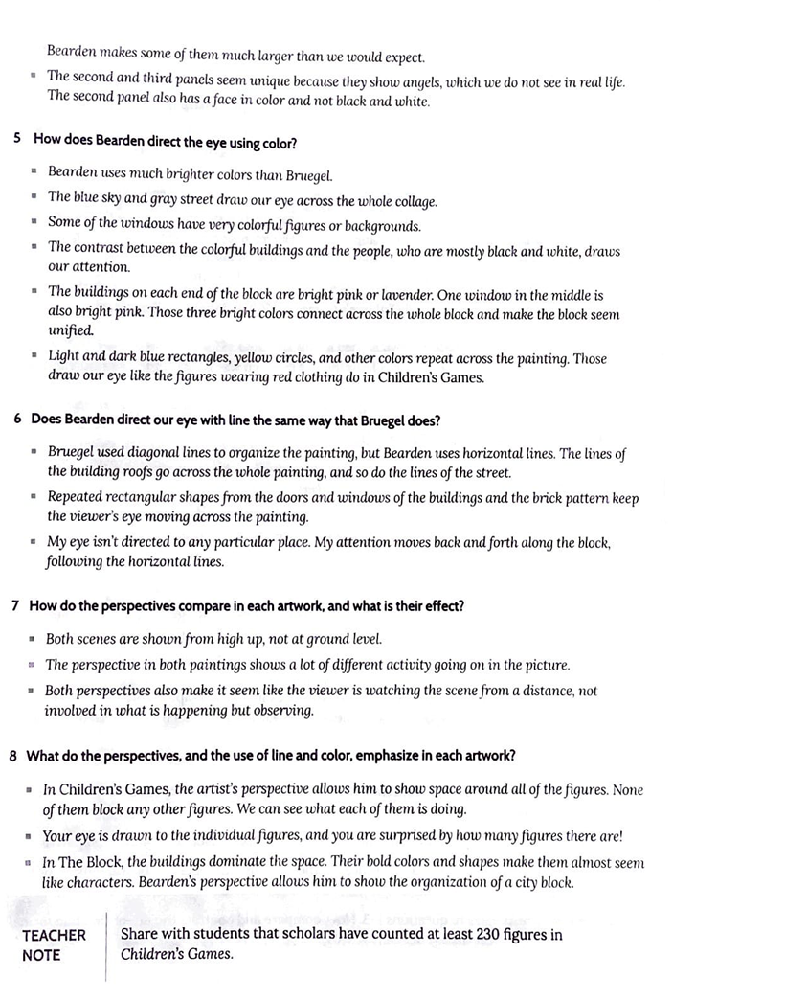 Bearden makes some of them much larger than we would expect.
▪ The second and third panels seem unique because they show angels, which we do not see in real life.
The second panel also has a face in color and not black and white.
5 How does Bearden direct the eye using color?
▪ Bearden uses much brighter colors than Bruegel.
▪ The blue sky and gray street draw our eye across the whole collage.
▪ Some of the windows have very colorful figures or backgrounds.
▪ The contrast between the colorful buildings and the people, who are mostly black and white, draws
our attention.
▪ The buildings on each end of the block are bright pink or lavender. One window in the middle is
also bright pink. Those three bright colors connect across the whole block and make the block seem
unified.
▪ Light and dark blue rectangles, yellow circles, and other colors repeat across the painting. Those
draw our eye like the figures wearing red clothing do in Children's Games.
6 Does Bearden direct our eye with line the same way that Bruegel does?
▪ Bruegel used diagonal lines to organize the painting, but Bearden uses horizontal lines. The lines of
the building roofs go across the whole painting, and so do the lines of the street.
▪ Repeated rectangular shapes from the doors and windows of the buildings and the brick pattern keep
the viewer's eye moving across the painting.
▪ My eye isn't directed to any particular place. My attention moves back and forth along the block,
following the horizontal lines.
7 How do the perspectives compare in each artwork, and what is their effect?
▪ Both scenes are shown from high up, not at ground level.
▪ The perspective in both paintings shows a lot of different activity going on in the picture.
▪ Both perspectives also make it seem like the viewer is watching the scene from a distance, not
involved in what is happening but observing.
8 What do the perspectives, and the use of line and color, emphasize in each artwork?
▪ In Children's Games, the artist's perspective allows him to show space around all of the figures. None
of them block any other figures. We can see what each of them is doing.
▪ Your eye is drawn to the individual figures, and you are surprised by how many figures there are!
▪ In The Block, the buildings dominate the space. Their bold colors and shapes make them almost seem
like characters. Bearden's perspective allows him to show the organization of a city block.
TEACHER
NOTE
Share with students that scholars have counted at least 230 figures in
Children's Games.